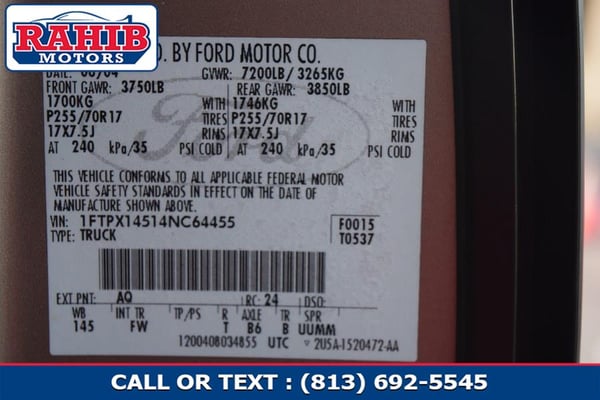 RAHIB
MOTORS
D. BY FORD MOTOR CO.
DATE: 08/04 GVWR: 7200LB/ 3265KG
FRONT GAWR: 3750LB REAR GAWR: 3850LB
1700KG WITH 1746KG WITH
P255/70R17 TIRES P255/70R17 TIRES
17X7.5J RIMS 17X7.5J RIMS
AT 240 kPa/35 PSI COLD AT 240 kPa/35 PSI COLD
THIS VEHICLE CONFORMS TO ALL APPLICABLE FEDERAL MOTOR
VEHICLE SAFETY STANDARDS IN EFFECT ON THE DATE OF
MANUFACTURE SHOWN ABOVE.
VIN: 1FTPX14514NC64455 F0015
TYPE: TRUCK T0537
EXT PNT: AQ RC: 24 DSO:
WB INT TR TP/PS R AXLE TR SPR
145 FW T B6 B UUMM
1200408034855 UTC 2U5A-1520472-AA
Ford
CALL OR TEXT : (813) 692-5545